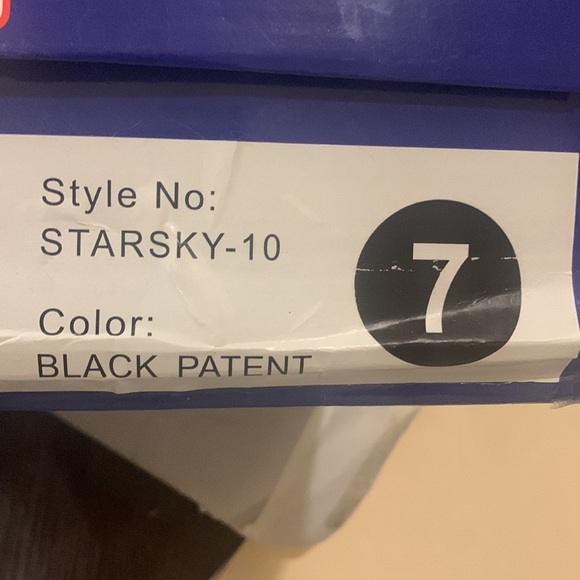 Style No:
STARSKY-10
7
Color:
BLACK PATENT